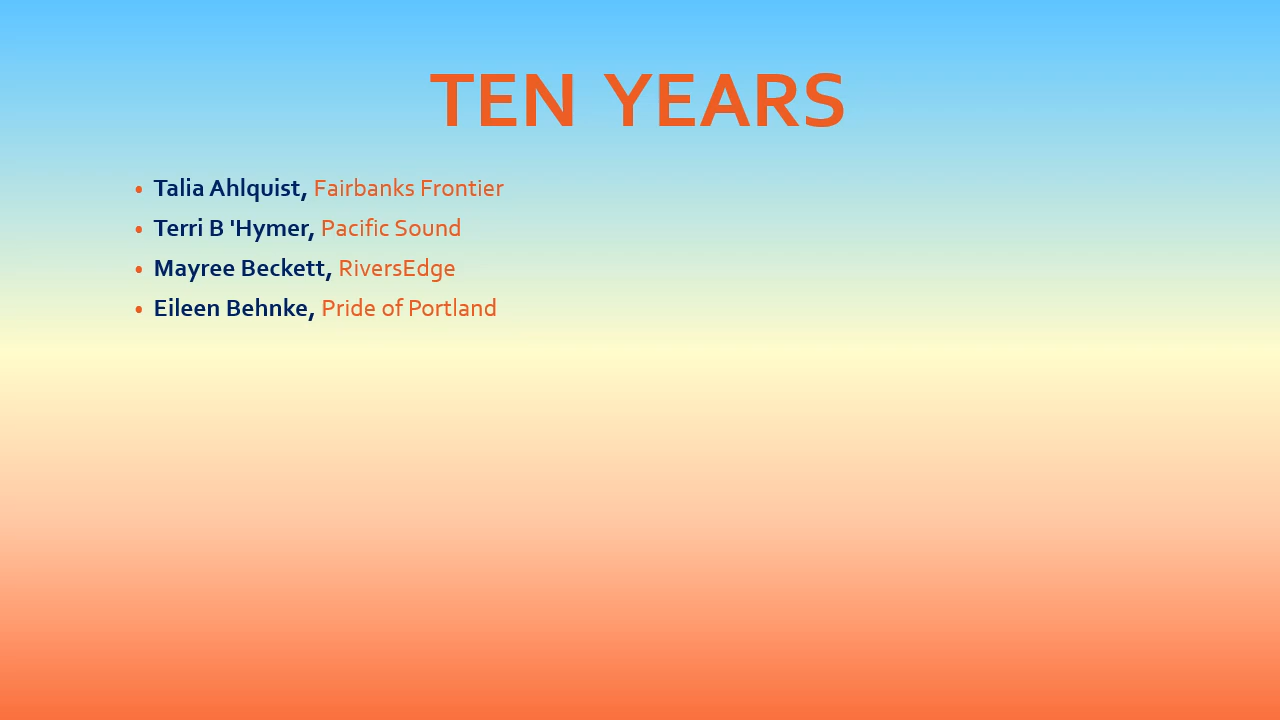 TEN YEARS
• Talia Ahlquist, Fairbanks Frontier
• Terri B 'Hymer, Pacific Sound
• Mayree Beckett, RiversEdge
• Eileen Behnke, Pride of Portland